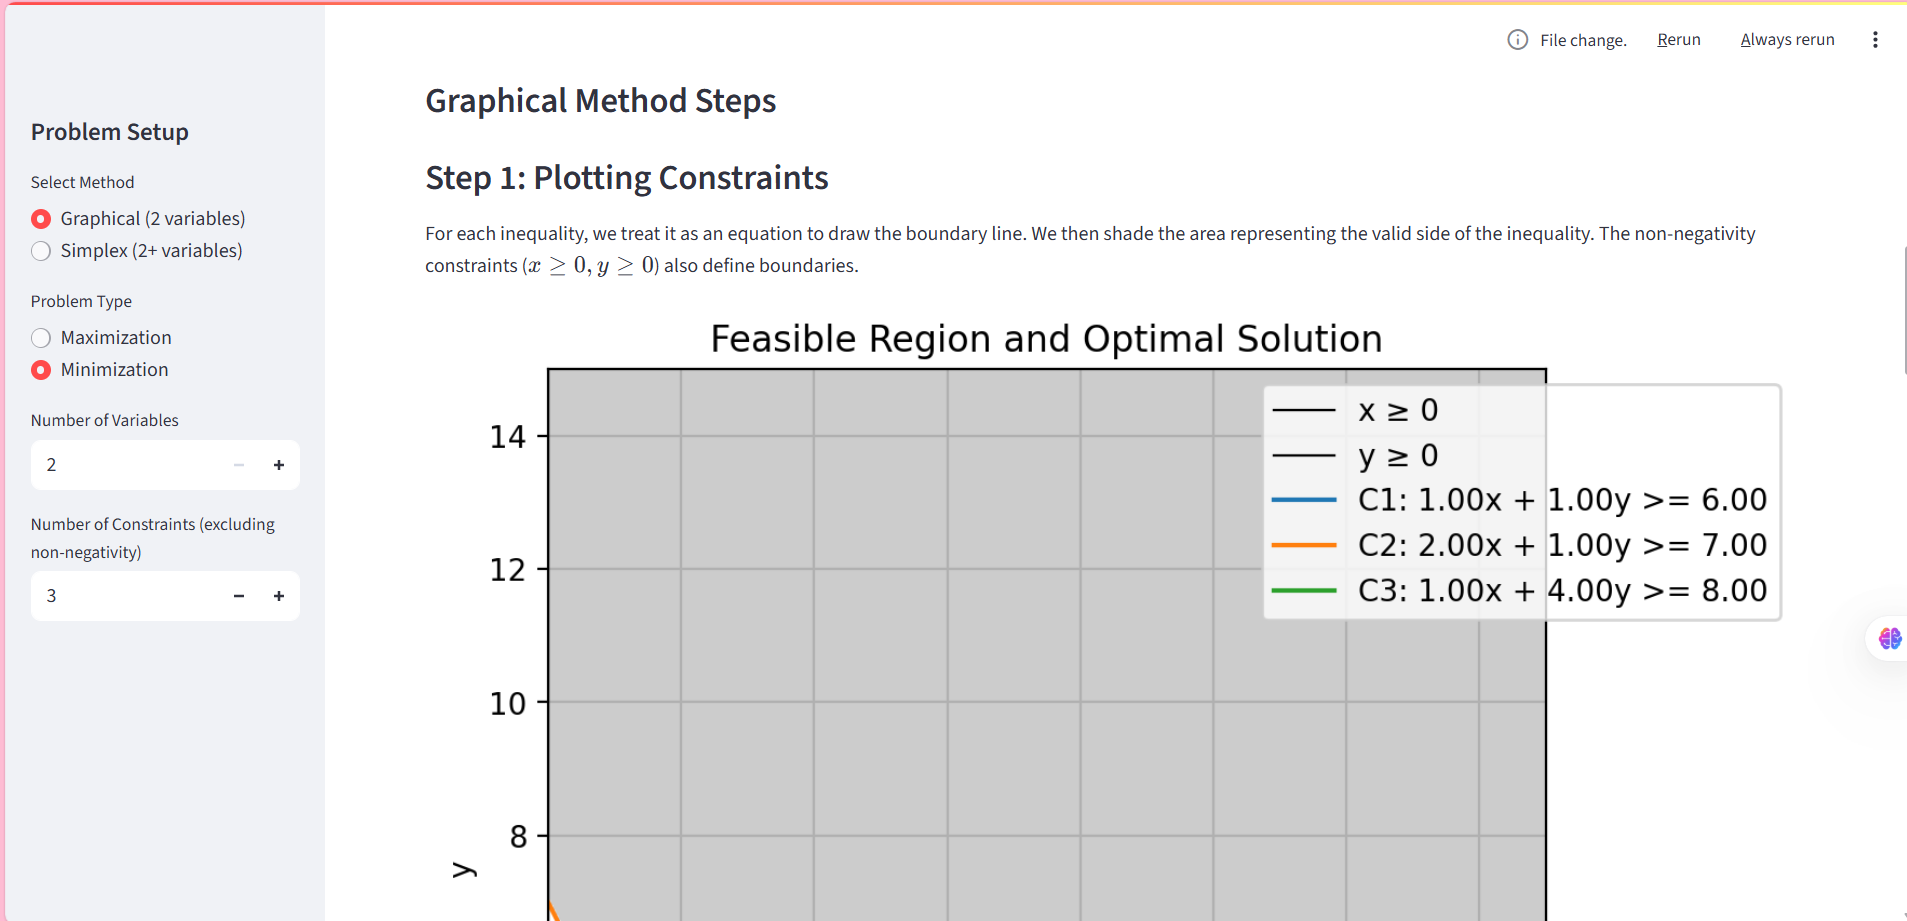 File change.
Rerun
Always rerun
Problem Setup
Select Method
Graphical (2 variables)
Simplex (2+ variables)
Problem Type
Maximization
Minimization
Number of Variables
2
Number of Constraints (excluding
non-negativity)
3
Graphical Method Steps
Step 1: Plotting Constraints
For each inequality, we treat it as an equation to draw the boundary line. We then shade the area representing the valid side of the inequality. The non-negativity
constraints (x ≥ 0, y ≥ 0) also define boundaries.
Feasible Region and Optimal Solution
x ≥ 0
y ≥ 0
C1: 1.00x + 1.00y >= 6.00
C2: 2.00x + 1.00y >= 7.00
C3: 1.00x + 4.00y >= 8.00
14
12
10
8
y